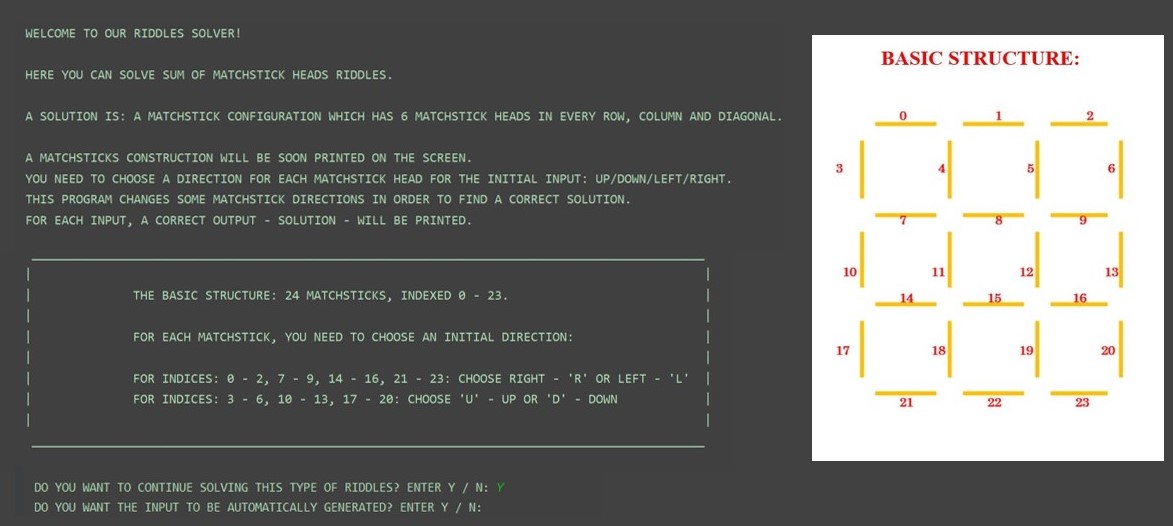 WELCOME TO OUR RIDDLES SOLVER!
HERE YOU CAN SOLVE SUM OF MATCHSTICK HEADS RIDDLES.
A SOLUTION IS: A MATCHSTICK CONFIGURATION WHICH HAS 6 MATCHSTICK HEADS IN EVERY ROW, COLUMN AND DIAGONAL.
A MATCHSTICKS CONSTRUCTION WILL BE SOON PRINTED ON THE SCREEN.
YOU NEED TO CHOOSE A DIRECTION FOR EACH MATCHSTICK HEAD FOR THE INITIAL INPUT: UP/DOWN/LEFT/RIGHT.
THIS PROGRAM CHANGES SOME MATCHSTICK DIRECTIONS IN ORDER TO FIND A CORRECT SOLUTION.
FOR EACH INPUT, A CORRECT OUTPUT - SOLUTION - WILL BE PRINTED.
THE BASIC STRUCTURE: 24 MATCHSTICKS, INDEXED 0 - 23.
FOR EACH MATCHSTICK, YOU NEED TO CHOOSE AN INITIAL DIRECTION:
FOR INDICES: 0 - 2, 7 - 9, 14 - 16, 21 - 23: CHOOSE RIGHT - 'R' OR LEFT - 'L'
FOR INDICES: 3 - 6, 10 - 13, 17 - 20: CHOOSE 'U' - UP OR 'D' - DOWN
DO YOU WANT TO CONTINUE SOLVING THIS TYPE OF RIDDLES? ENTER Y / N: Y
DO YOU WANT THE INPUT TO BE AUTOMATICALLY GENERATED? ENTER Y / N:
BASIC STRUCTURE:
0 1 2
3 4 5 6
7 8 9
10 11 12 13
14 15 16
17 18 19 20
21 22 23